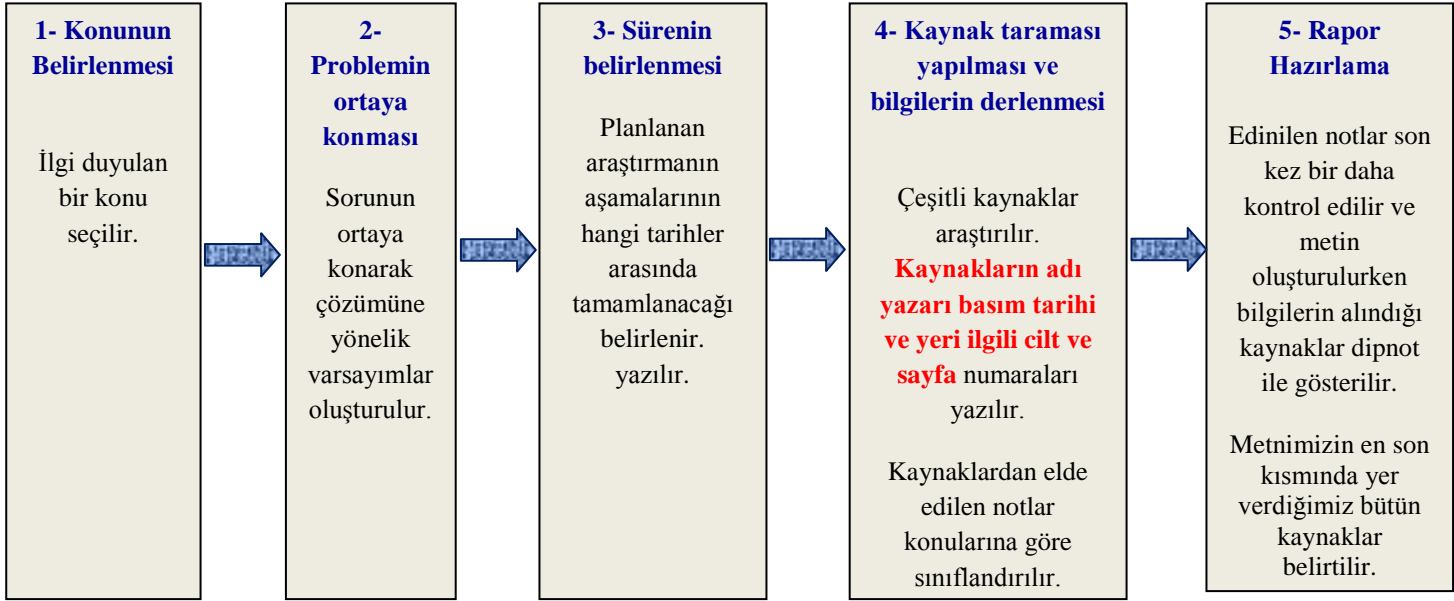 1- Konunun
Belirlenmesi
İlgi duyulan
bir konu
seçilir.
2-
Problemin
ortaya
konması
Sorunun
ortaya
konarak
çözümüne
yönelik
varsayımlar
oluşturulur.
3- Sürenin
belirlenmesi
Planlanan
araştırmanın
aşamalarının
hangi tarihler
arasında
tamamlanacağı
belirlenir.
yazılır.
4- Kaynak taraması
yapılması ve
bilgilerin derlenmesi
Çeşitli kaynaklar
araştırılır.
Kaynakların adı
yazarı basım tarihi
ve yeri ilgili cilt ve
sayfa numaraları
yazılır.
Kaynaklardan elde
edilen notlar
konularına göre
sınıflandırılır.
5- Rapor
Hazırlama
Edinilen notlar son
kez bir daha
kontrol edilir ve
metin
oluşturulurken
bilgilerin alındığı
kaynaklar dipnot
ile gösterilir.
Metnimizin en son
kısmında yer
verdiğimiz bütün
kaynaklar
belirtilir.